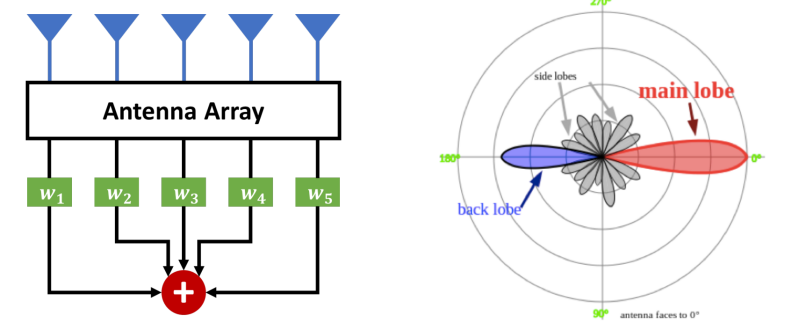 Antenna Array
w₁ w₂ w₃ w₄ w₅
+
270°
side lobes
main lobe
180°
0°
back lobe
90°
antenna faces to 0°